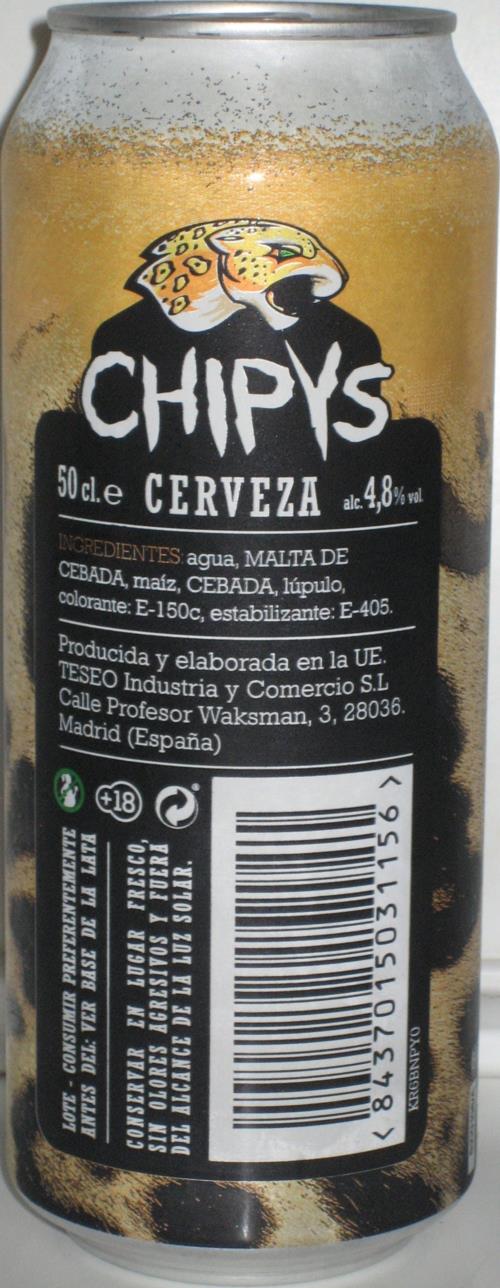 CHIPYS
50 cl. e CERVEZA alc. 4,8% vol.
INGREDIENTES: agua, MALTA DE
CEBADA, maíz, CEBADA, lúpulo,
colorante: E-150c, estabilizante: E-405.
Producida y elaborada en la UE.
TESEO Industria y Comercio S.L
Calle Profesor Waksman, 3, 28036.
Madrid (España)
+18
LOTE - CONSUMIR PREFERENTEMENTE
ANTES DEL: VER BASE DE LA LATA
CONSERVAR EN LUGAR FRESCO,
SIN OLORES AGRESIVOS Y FUERA
DEL ALCANCE DE LA LUZ SOLAR.
< 8437015031156 >
KR6BNPY0